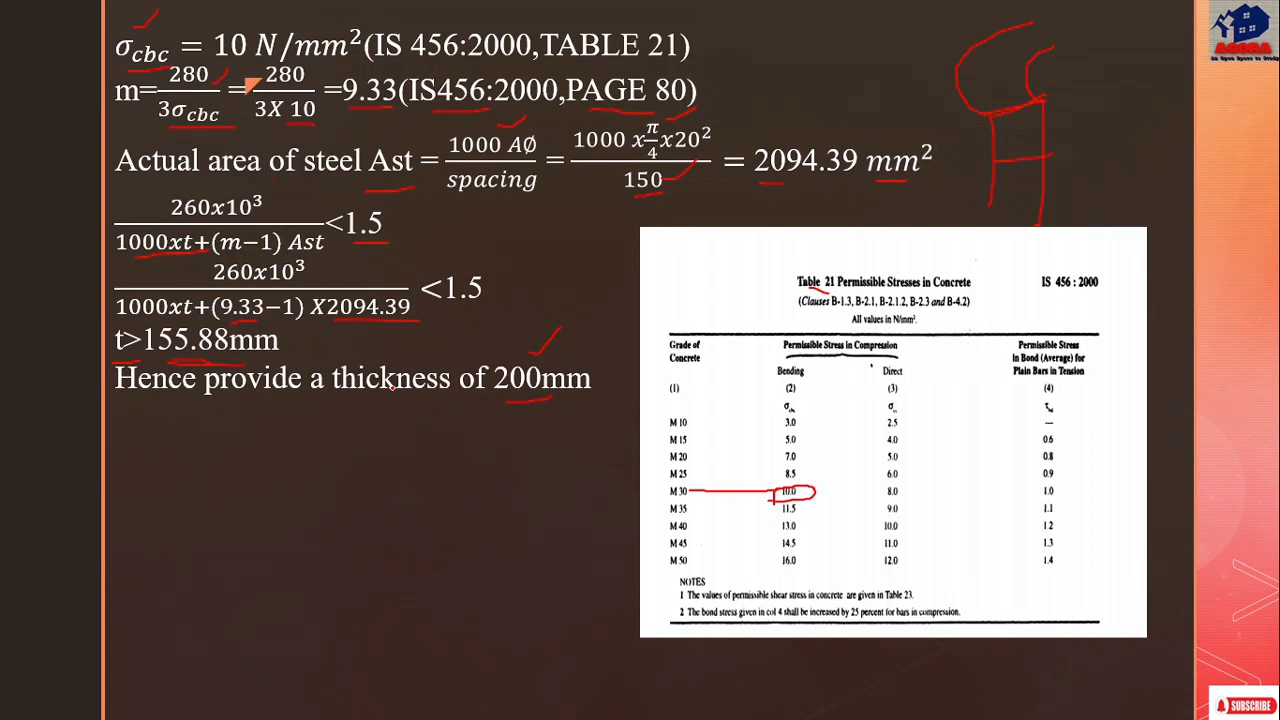 σcbc = 10 N/mm²(IS 456:2000,TABLE 21)
m=280/3σcbc =280/3X 10 =9.33(IS456:2000,PAGE 80)
Actual area of steel Ast = 1000 AØ/spacing = 1000 xπ/4x20²/150 = 2094.39 mm²
260x10³/1000xt+(m−1) Ast<1.5
260x10³/1000xt+(9.33−1) X2094.39 <1.5
t>155.88mm
Hence provide a thickness of 200mm
AGORA
Table 21 Permissible Stresses in Concrete
IS 456 : 2000
(Clauses B-1.3, B-2.1, B-2.1.2, B-2.3 and B-4.2)
All values in N/mm².
Grade of Concrete Permissible Stress in Compression Permissible Stress in Bond (Average) for Plain Bars in Tension
Bending Direct
(1) (2) (3) (4)
M 10 3.0 2.5 —
M 15 5.0 4.0 0.6
M 20 7.0 5.0 0.8
M 25 8.5 6.0 0.9
M 30 10.0 8.0 1.0
M 35 11.5 9.0 1.1
M 40 13.0 10.0 1.2
M 45 14.5 11.0 1.3
M 50 16.0 12.0 1.4
NOTES
1 The values of permissible shear stress in concrete are given in Table 23.
2 The bond stress given in col 4 shall be increased by 25 percent for bars in compression.
SUBSCRIBE